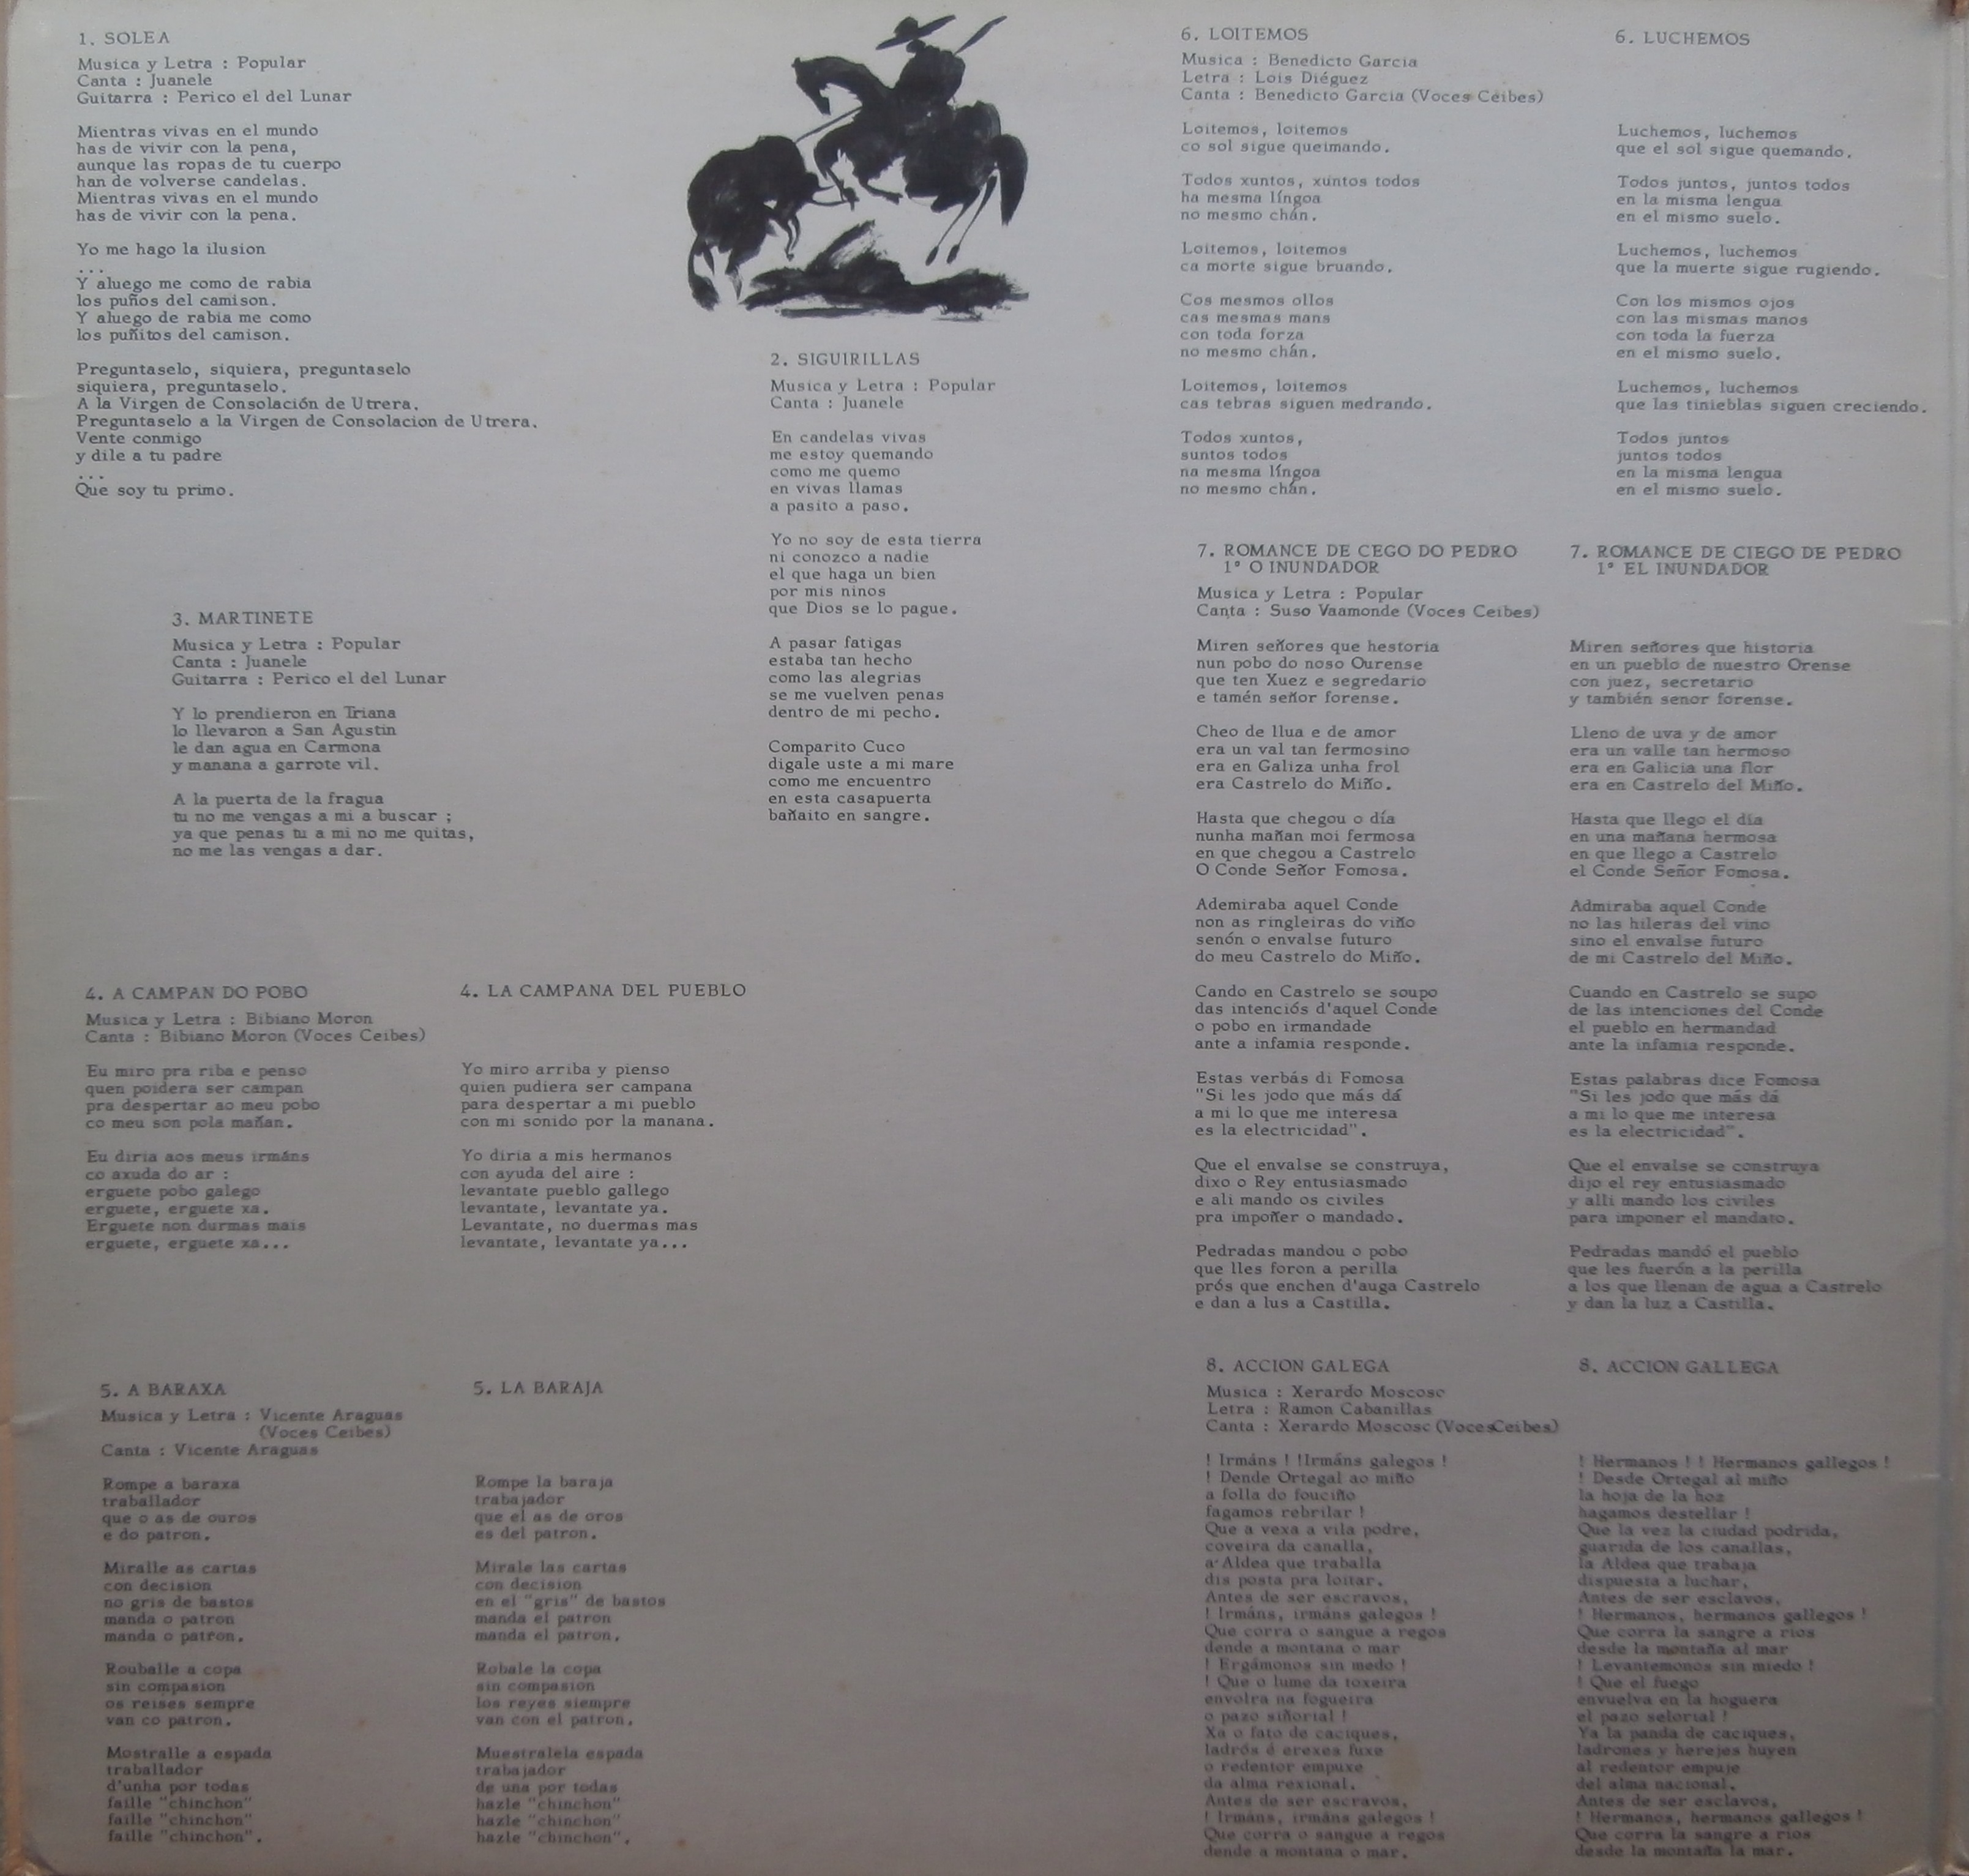 1. SOLEA
Musica y Letra : Popular
Canta : Juanele
Guitarra : Perico el del Lunar
Mientras vivas en el mundo
has de vivir con la pena,
aunque las ropas de tu cuerpo
han de volverse candelas.
Mientras vivas en el mundo
has de vivir con la pena.
Yo me hago la ilusion
...
Y aluego me como de rabia
los puños del camison.
Y aluego de rabia me como
los puñitos del camison.
Preguntaselo, siquiera, preguntaselo
siquiera, preguntaselo.
A la Virgen de Consolación de Utrera.
Preguntaselo a la Virgen de Consolacion de Utrera.
Vente conmigo
y dile a tu padre
...
Que soy tu primo.
2. SIGUIRILLAS
Musica y Letra : Popular
Canta : Juanele
En candelas vivas
me estoy quemando
como me quemo
en vivas llamas
a pasito a paso.
Yo no soy de esta tierra
ni conozco a nadie
el que haga un bien
por mis ninos
que Dios se lo pague.
A pasar fatigas
estaba tan hecho
como las alegrias
se me vuelven penas
dentro de mi pecho.
Comparito Cuco
digale uste a mi mare
como me encuentro
en esta casapuerta
bañaito en sangre.
3. MARTINETE
Musica y Letra : Popular
Canta : Juanele
Guitarra : Perico el del Lunar
Y lo prendieron en Triana
lo llevaron a San Agustin
le dan agua en Carmona
y manana a garrote vil.
A la puerta de la fragua
tu no me vengas a mi a buscar ;
ya que penas tu a mi no me quitas,
no me las vengas a dar.
4. A CAMPAN DO POBO
Musica y Letra : Bibiano Moron
Canta : Bibiano Moron (Voces Ceibes)
Eu miro pra riba e penso
quen poidera ser campan
pra despertar ao meu pobo
co meu son pola mañan.
Eu diria aos meus irmáns
co axuda do ar :
erguete pobo galego
erguete, erguete xa.
Erguete non durmas mais
erguete, erguete xa...
4. LA CAMPANA DEL PUEBLO
Yo miro arriba y pienso
quien pudiera ser campana
para despertar a mi pueblo
con mi sonido por la manana.
Yo diria a mis hermanos
con ayuda del aire :
levantate pueblo gallego
levantate, levantate ya.
Levantate, no duermas mas
levantate, levantate ya...
5. A BARAXA
Musica y Letra : Vicente Araguas
(Voces Ceibes)
Canta : Vicente Araguas
Rompe a baraxa
traballador
que o as de ouros
e do patron.
Miralle as cartas
con decision
no gris de bastos
manda o patron
manda o patron.
Rouballe a copa
sin compasion
os reises sempre
van co patron.
Mostralle a espada
traballador
d'unha por todas
faille "chinchon"
faille "chinchon"
faille "chinchon".
5. LA BARAJA
Rompe la baraja
trabajador
que el as de oros
es del patron.
Mirale las cartas
con decision
en el "gris" de bastos
manda el patron
manda el patron.
Robale la copa
sin compasion
los reyes siempre
van con el patron.
Muestralela espada
trabajador
de una por todas
hazle "chinchon"
hazle "chinchon"
hazle "chinchon".
6. LOITEMOS
Musica : Benedicto Garcia
Letra : Lois Diéguez
Canta : Benedicto Garcia (Voces Ceibes)
Loitemos, loitemos
co sol sigue queimando.
Todos xuntos, xuntos todos
ha mesma língoa
no mesmo chán.
Loitemos, loitemos
ca morte sigue bruando.
Cos mesmos ollos
cas mesmas mans
con toda forza
no mesmo chán.
Loitemos, loitemos
cas tebras siguen medrando.
Todos xuntos,
suntos todos
na mesma língoa
no mesmo chán.
6. LUCHEMOS
Luchemos, luchemos
que el sol sigue quemando.
Todos juntos, juntos todos
en la misma lengua
en el mismo suelo.
Luchemos, luchemos
que la muerte sigue rugiendo.
Con los mismos ojos
con las mismas manos
con toda la fuerza
en el mismo suelo.
Luchemos, luchemos
que las tinieblas siguen creciendo.
Todos juntos
juntos todos
en la misma lengua
en el mismo suelo.
7. ROMANCE DE CEGO DO PEDRO
1° O INUNDADOR
Musica y Letra : Popular
Canta : Suso Vaamonde (Voces Ceibes)
Miren señores que hestoria
nun pobo do noso Ourense
que ten Xuez e segredario
e tamén señor forense.
Cheo de llua e de amor
era un val tan fermosino
era en Galiza unha frol
era Castrelo do Miño.
Hasta que chegou o día
nunha mañan moi fermosa
en que chegou a Castrelo
O Conde Señor Fomosa.
Ademiraba aquel Conde
non as ringleiras do viño
senón o envalse futuro
do meu Castrelo do Miño.
Cando en Castrelo se soupo
das intenciós d'aquel Conde
o pobo en irmandade
ante a infamia responde.
Estas verbás di Fomosa
"Si les jodo que más dá
a mi lo que me interesa
es la electricidad".
Que el envalse se construya,
dixo o Rey entusiasmado
e ali mando os civiles
pra impoñer o mandado.
Pedradas mandou o pobo
que lles foron a perilla
prós que enchen d'auga Castrelo
e dan a lus a Castilla.
7. ROMANCE DE CIEGO DE PEDRO
1° EL INUNDADOR
Miren señores que historia
en un pueblo de nuestro Orense
con juez, secretario
y también senor forense.
Lleno de uva y de amor
era un valle tan hermoso
era en Galicia una flor
era en Castrelo del Miño.
Hasta que llego el dia
en una mañana hermosa
en que llego a Castrelo
el Conde Señor Fomosa.
Admiraba aquel Conde
no las hileras del vino
sino el envalse futuro
de mi Castrelo del Miño.
Cuando en Castrelo se supo
de las intenciones del Conde
el pueblo en hermandad
ante la infamia responde.
Estas palabras dice Fomosa
"Si les jodo que más dá
a mi lo que me interesa
es la electricidad".
Que el envalse se construya
dijo el rey entusiasmado
y alli mando los civiles
para imponer el mandato.
Pedradas mandó el pueblo
que les fuerón a la perilla
a los que llenan de agua a Castrelo
y dan la luz a Castilla.
8. ACCION GALEGA
Musica : Xerardo Moscosc
Letra : Ramon Cabanillas
Canta : Xerardo Moscosc (Voces Ceibes)
! Irmáns ! !Irmáns galegos !
! Dende Ortegal ao miño
a folla do fouciño
fagamos rebrilar !
Que a vexa a vila podre,
coveira da canalla,
a Aldea que traballa
dis posta pra loitar.
Antes de ser escravos,
! Irmáns, irmáns galegos !
Que corra o sangue a regos
dende a montana o mar
! Ergámonos sin medo !
! Que o lume da toxeira
envolra na fogueira
o pazo siñorial !
Xa o fato de caciques,
ladrós é erexes fuxe
o redentor empuxe
da alma rexional.
Antes de ser escravos,
! Irmáns, irmáns galegos !
Que corra o sangue a regos
dende a montana o mar.
8. ACCION GALLEGA
! Hermanos ! ! Hermanos gallegos !
! Desde Ortegal al miño
la hoja de la hoz
hagamos destellar !
Que la vez la ciudad podrida,
guarida de los canallas,
la Aldea que trabaja
dispuesta a luchar,
Antes de ser esclavos,
! Hermanos, hermanos gallegos !
Que corra la sangre a rios
desde la montaña al mar
! Levantemonos sin miedo !
! Que el fuego
envuelva en la hoguera
el pazo selorial !
Ya la panda de caciques,
ladrones y herejes huyen
al redentor empuje
del alma nacional.
Antes de ser esclavos,
! Hermanos, hermanos gallegos !
Que corra la sangre a rios
desde la montaña la mar.